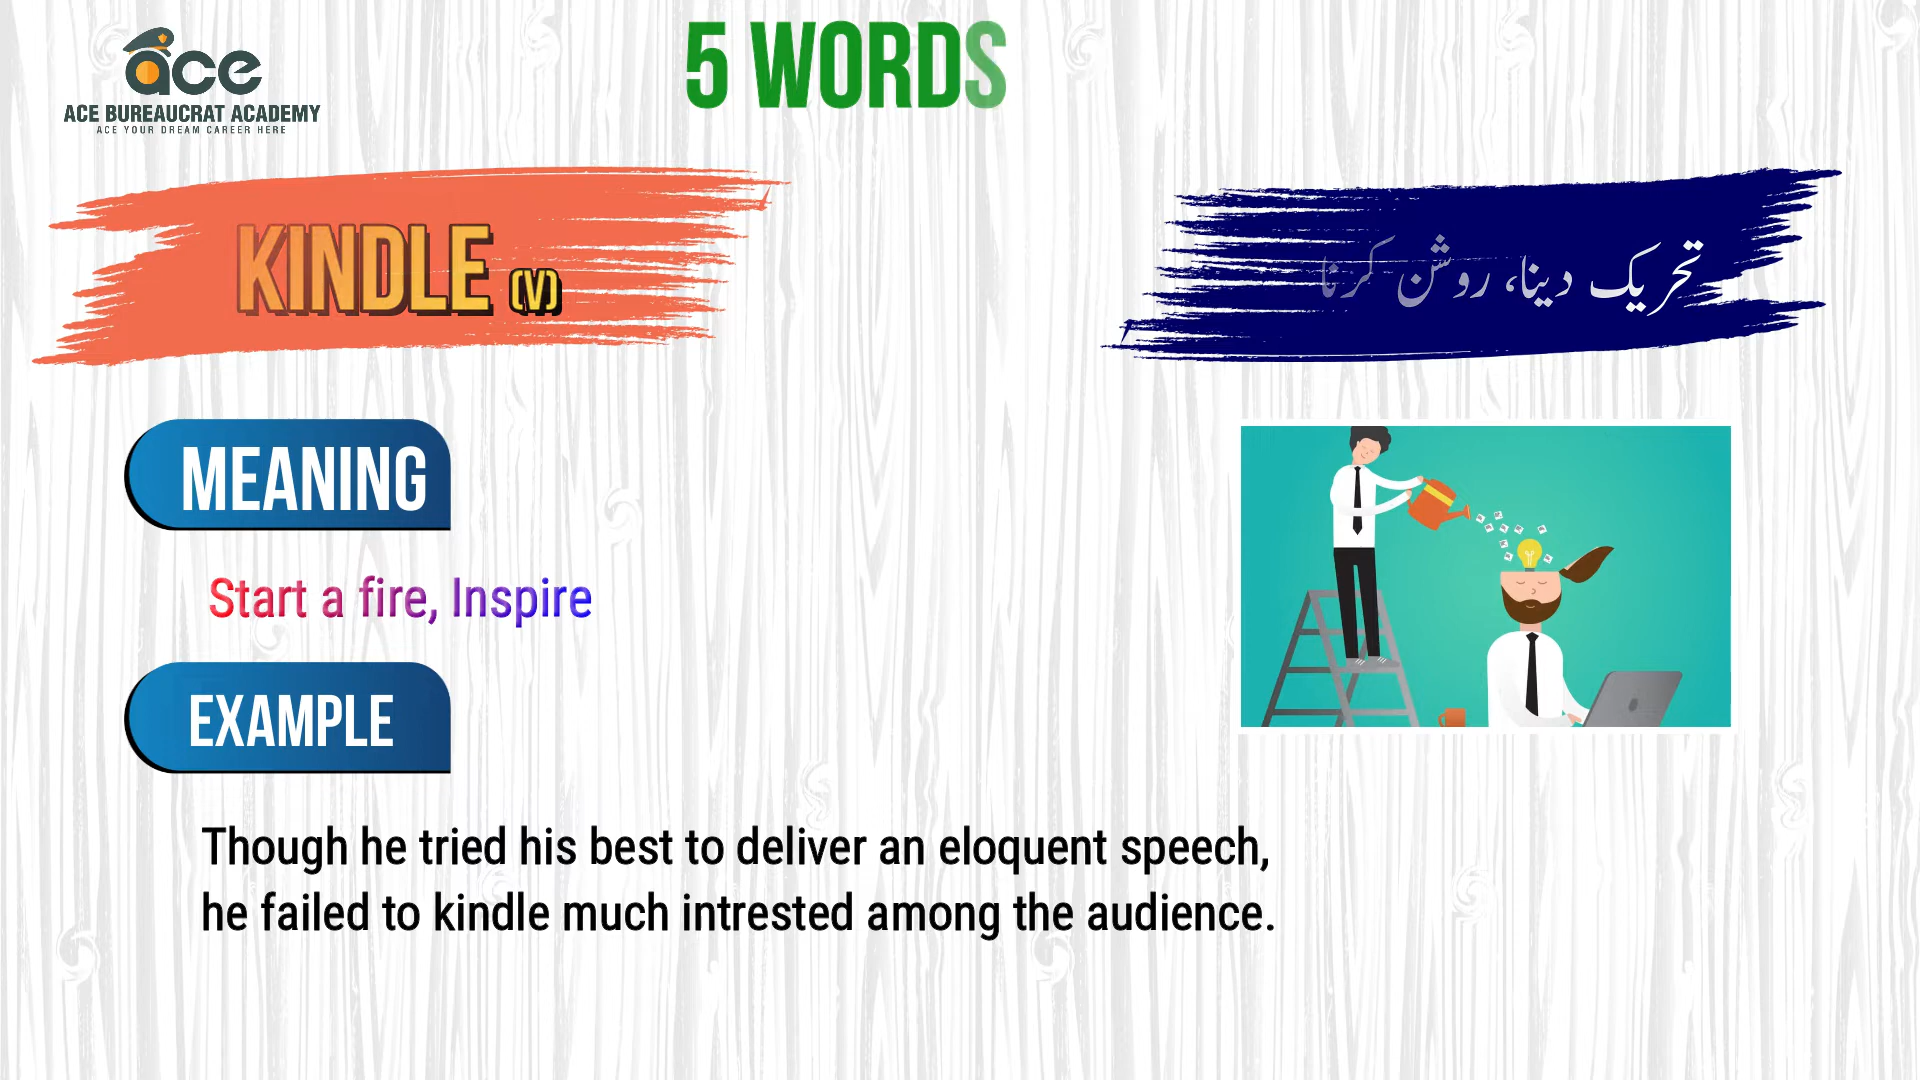 ace
ACE BUREAUCRAT ACADEMY
ACE YOUR DREAM CAREER HERE
5 WORDS
KINDLE (V)
تحریک دینا، روشن کرنا
MEANING
Start a fire, Inspire
EXAMPLE
Though he tried his best to deliver an eloquent speech,
he failed to kindle much intrested among the audience.